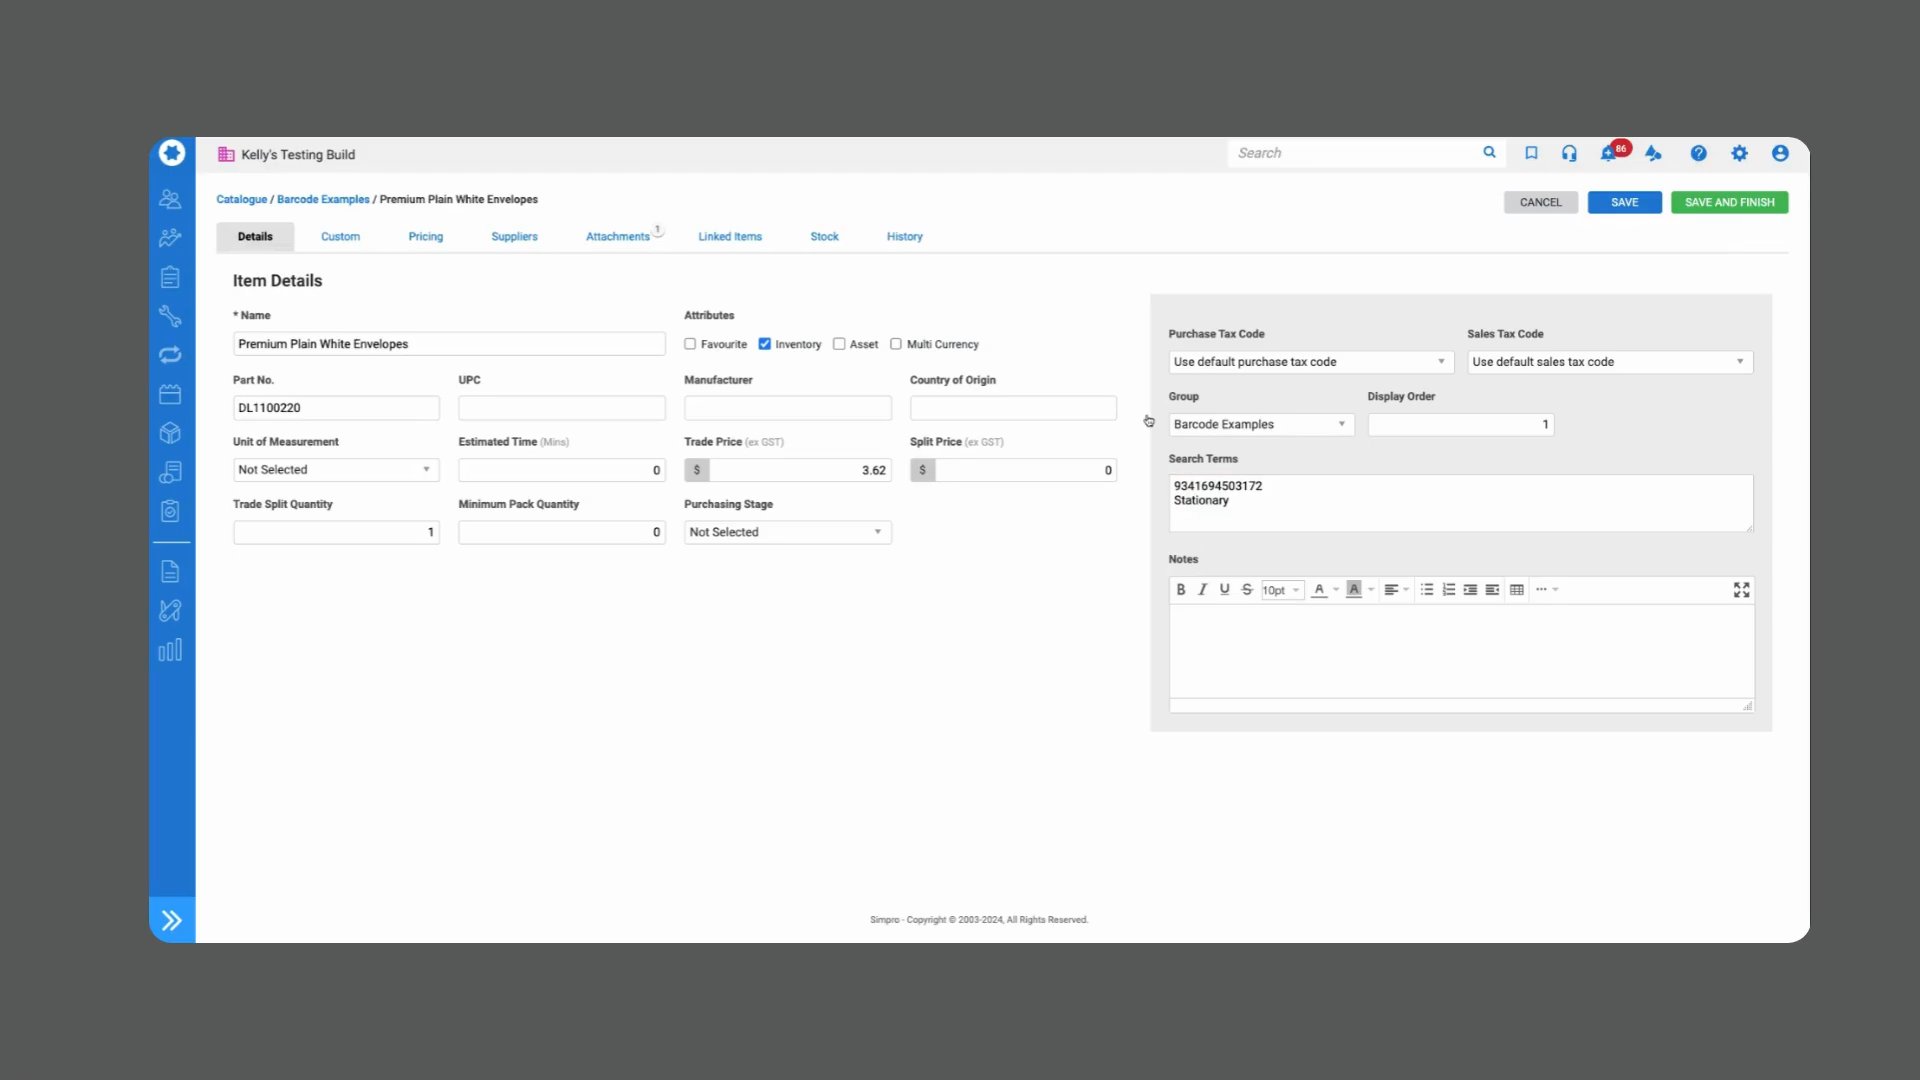 Kelly's Testing Build
Search
86
Catalogue / Barcode Examples / Premium Plain White Envelopes
CANCEL
SAVE
SAVE AND FINISH
Details
Custom
Pricing
Suppliers
Attachments 1
Linked Items
Stock
History
Item Details
* Name
Premium Plain White Envelopes
Attributes
Favourite
Inventory
Asset
Multi Currency
Part No.
UPC
Manufacturer
Country of Origin
DL1100220
Unit of Measurement
Estimated Time (Mins)
Trade Price (ex GST)
Split Price (ex GST)
Not Selected
0
$ 3.62
$ 0
Trade Split Quantity
Minimum Pack Quantity
Purchasing Stage
1
0
Not Selected
Purchase Tax Code
Sales Tax Code
Use default purchase tax code
Use default sales tax code
Group
Display Order
Barcode Examples
1
Search Terms
9341694503172
Stationary
Notes
B I U S 10pt A A
Simpro - Copyright © 2003-2024, All Rights Reserved.